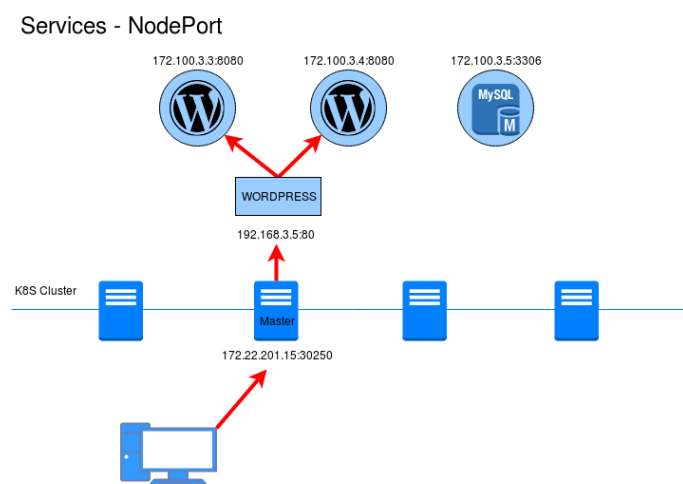 Services - NodePort
172.100.3.3:8080
172.100.3.4:8080
172.100.3.5:3306
MySQL
M
WORDPRESS
192.168.3.5:80
K8S Cluster
Master
172.22.201.15:30250